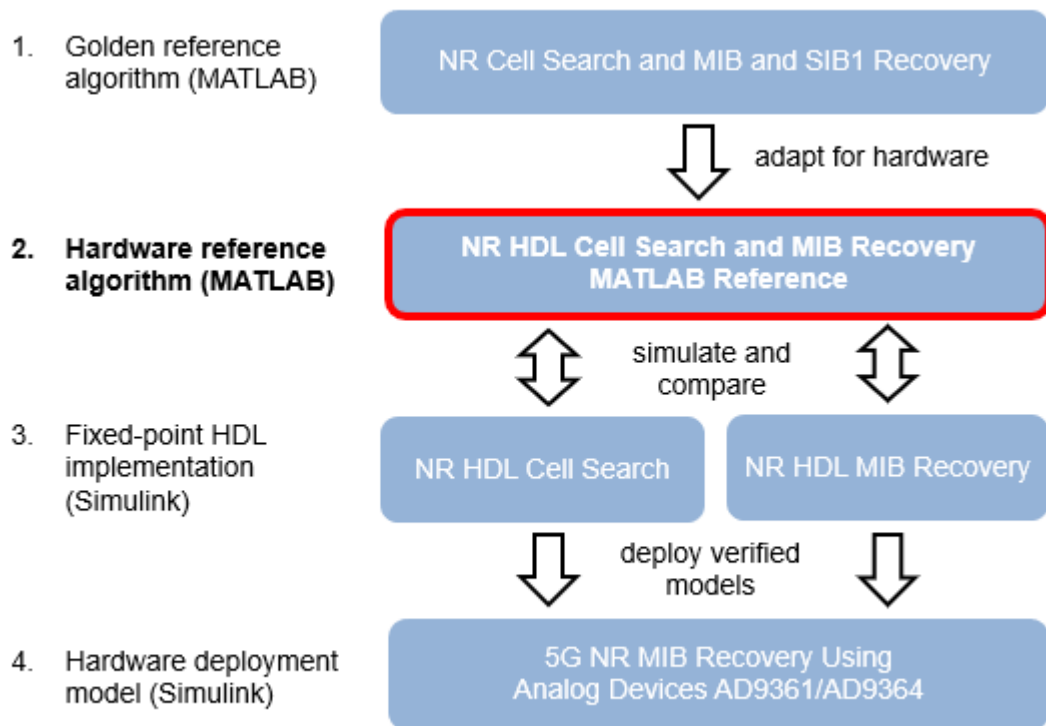 1. Golden reference
algorithm (MATLAB)
NR Cell Search and MIB and SIB1 Recovery
adapt for hardware
2. Hardware reference
algorithm (MATLAB)
NR HDL Cell Search and MIB Recovery
MATLAB Reference
simulate and
compare
3. Fixed-point HDL
implementation
(Simulink)
NR HDL Cell Search
NR HDL MIB Recovery
deploy verified
models
4. Hardware deployment
model (Simulink)
5G NR MIB Recovery Using
Analog Devices AD9361/AD9364